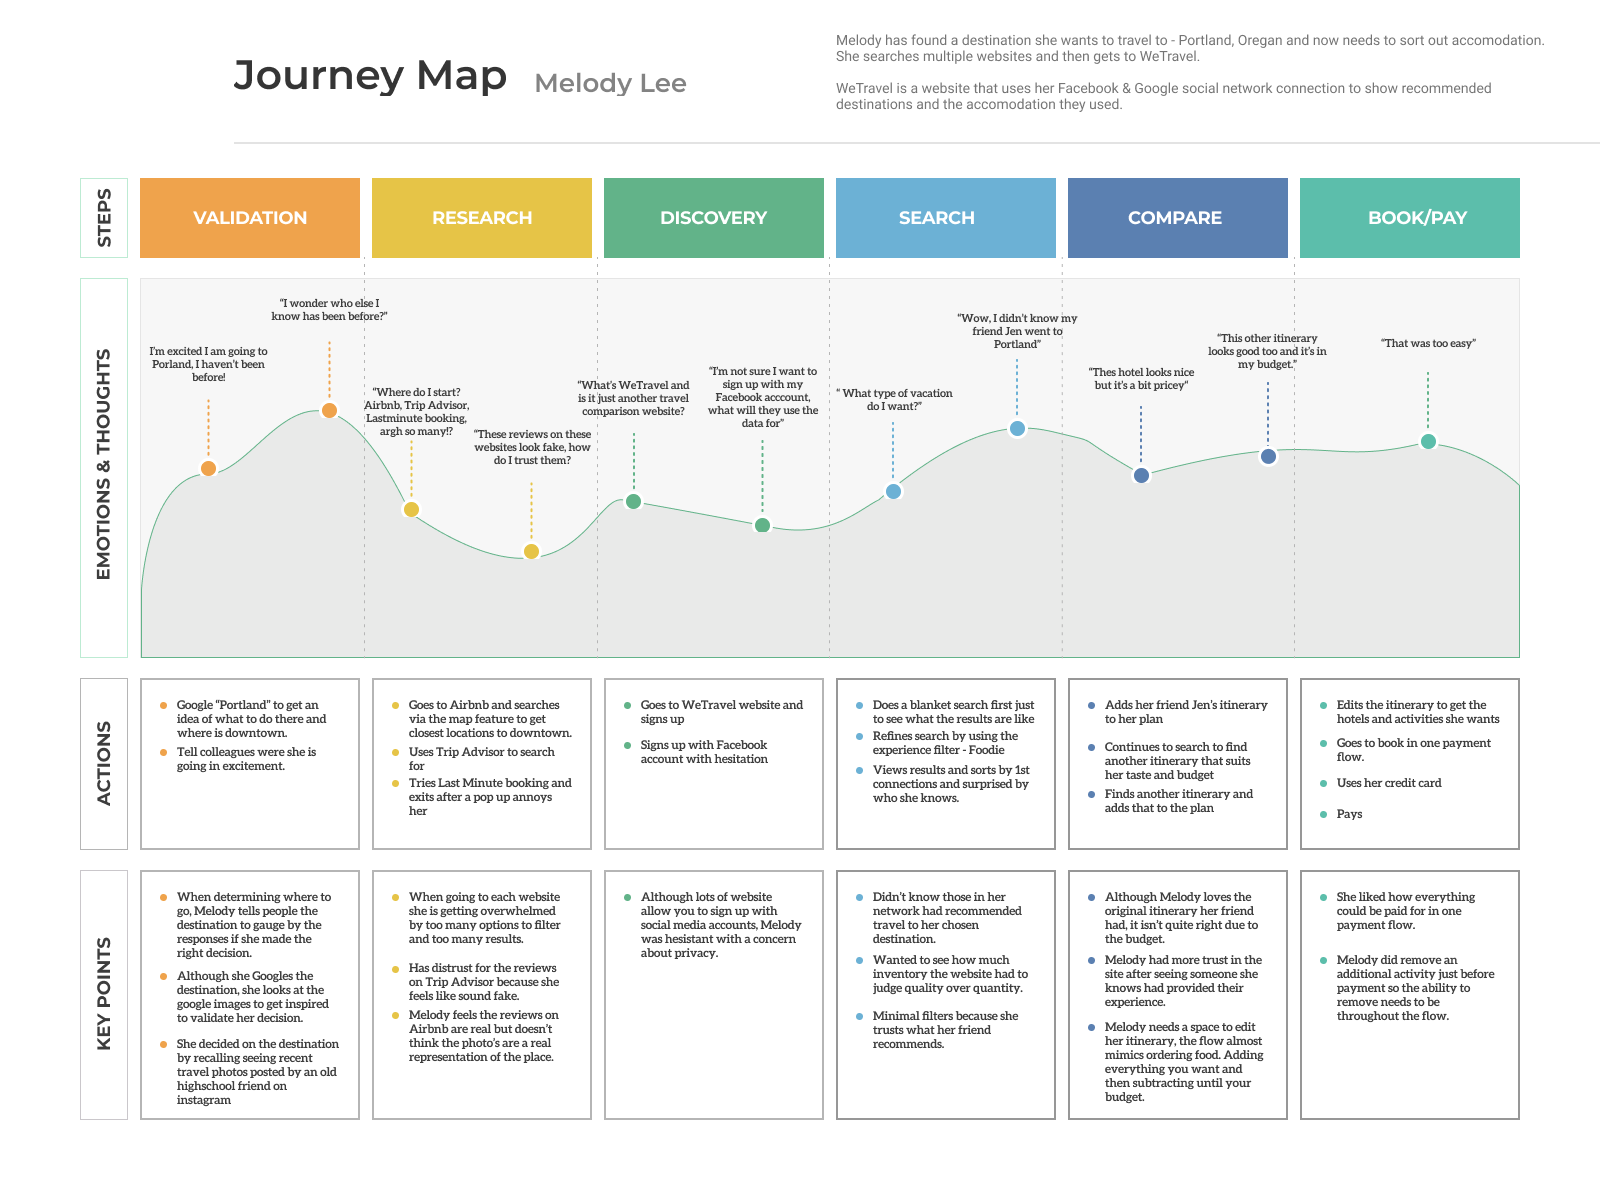 Journey Map
Melody Lee
Melody has found a destination she wants to travel to - Portland, Oregan and now needs to sort out accomodation.
She searches multiple websites and then gets to WeTravel.
WeTravel is a website that uses her Facebook & Google social network connection to show recommended
destinations and the accomodation they used.
STEPS
VALIDATION
RESEARCH
DISCOVERY
SEARCH
COMPARE
BOOK/PAY
EMOTIONS & THOUGHTS
I'm excited I am going to
Porland, I haven't been
before!
“I wonder who else I
know has been before?”
“Where do I start?
Airbnb, Trip Advisor,
Lastminute booking,
argh so many!?
“These reviews on these
websites look fake, how
do I trust them?
“What's WeTravel and
is it just another travel
comparison website?
“I'm not sure I want to
sign up with my
Facebook acccount,
what will they use the
data for”
“ What type of vacation
do I want?”
“Wow, I didn't know my
friend Jen went to
Portland”
“Thes hotel looks nice
but it's a bit pricey“
“This other itinerary
looks good too and it's in
my budget.”
“That was too easy”
ACTIONS
Google “Portland” to get an
idea of what to do there and
where is downtown.
Tell colleagues were she is
going in excitement.
Goes to Airbnb and searches
via the map feature to get
closest locations to downtown.
Uses Trip Advisor to search
for
Tries Last Minute booking and
exits after a pop up annoys
her
Goes to WeTravel website and
signs up
Signs up with Facebook
account with hesitation
Does a blanket search first just
to see what the results are like
Refines search by using the
experience filter - Foodie
Views results and sorts by 1st
connections and surprised by
who she knows.
Adds her friend Jen's itinerary
to her plan
Continues to search to find
another itinerary that suits
her taste and budget
Finds another itinerary and
adds that to the plan
Edits the itinerary to get the
hotels and activities she wants
Goes to book in one payment
flow.
Uses her credit card
Pays
KEY POINTS
When determining where to
go, Melody tells people the
destination to gauge by the
responses if she made the
right decision.
Although she Googles the
destination, she looks at the
google images to get inspired
to validate her decision.
She decided on the destination
by recalling seeing recent
travel photos posted by an old
highschool friend on
instagram
When going to each website
she is getting overwhelmed
by too many options to filter
and too many results.
Has distrust for the reviews
on Trip Advisor because she
feels like sound fake.
Melody feels the reviews on
Airbnb are real but doesn't
think the photo's are a real
representation of the place.
Although lots of website
allow you to sign up with
social media accounts, Melody
was hesistant with a concern
about privacy.
Didn't know those in her
network had recommended
travel to her chosen
destination.
Wanted to see how much
inventory the website had to
judge quality over quantity.
Minimal filters because she
trusts what her friend
recommends.
Although Melody loves the
original itinerary her friend
had, it isn't quite right due to
the budget.
Melody had more trust in the
site after seeing someone she
knows had provided their
experience.
Melody needs a space to edit
her itinerary, the flow almost
mimics ordering food. Adding
everything you want and
then subtracting until your
budget.
She liked how everything
could be paid for in one
payment flow.
Melody did remove an
additional activity just before
payment so the ability to
remove needs to be
throughout the flow.